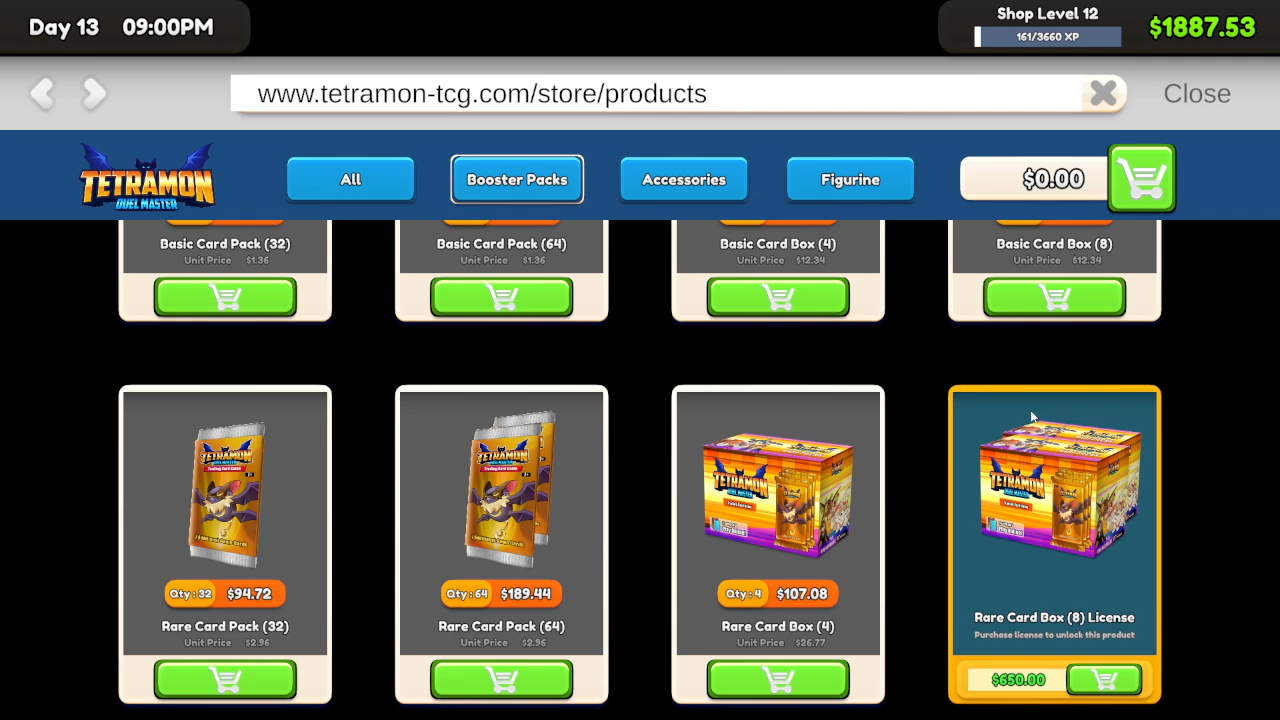 Day 13 09:00PM
Shop Level 12
161/3660 XP
$1887.53
www.tetramon-tcg.com/store/products
Close
TETRAMON
DUEL MASTER
All
Booster Packs
Accessories
Figurine
$0.00
Basic Card Pack (32)
Unit Price $1.36
Basic Card Pack (64)
Unit Price $1.36
Basic Card Box (4)
Unit Price $12.34
Basic Card Box (8)
Unit Price $12.34
TETRAMON
TETRAMON
TETRAMON
TETRAMON
Qty : 32 $94.72
Rare Card Pack (32)
Unit Price $2.96
Qty : 64 $189.44
Rare Card Pack (64)
Unit Price $2.96
Qty : 4 $107.08
Rare Card Box (4)
Unit Price $26.77
Rare Card Box (8) License
Purchase license to unlock this product
$650.00